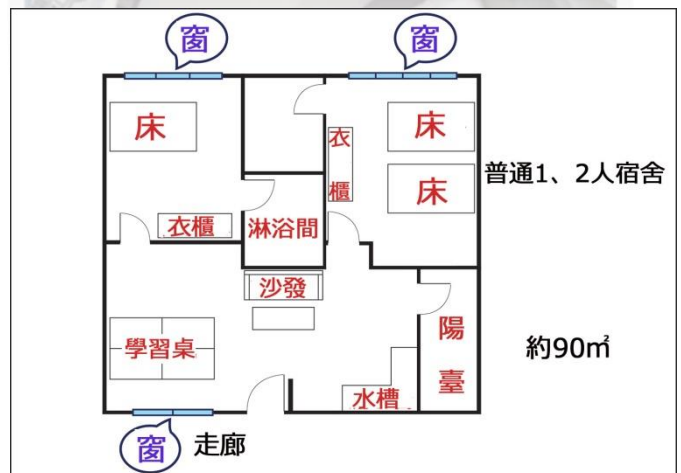 窗
窗
床
衣櫃
床
床
普通1、2人宿舍
衣櫃
淋浴間
沙發
學習桌
陽臺
約90㎡
水槽
窗
走廊